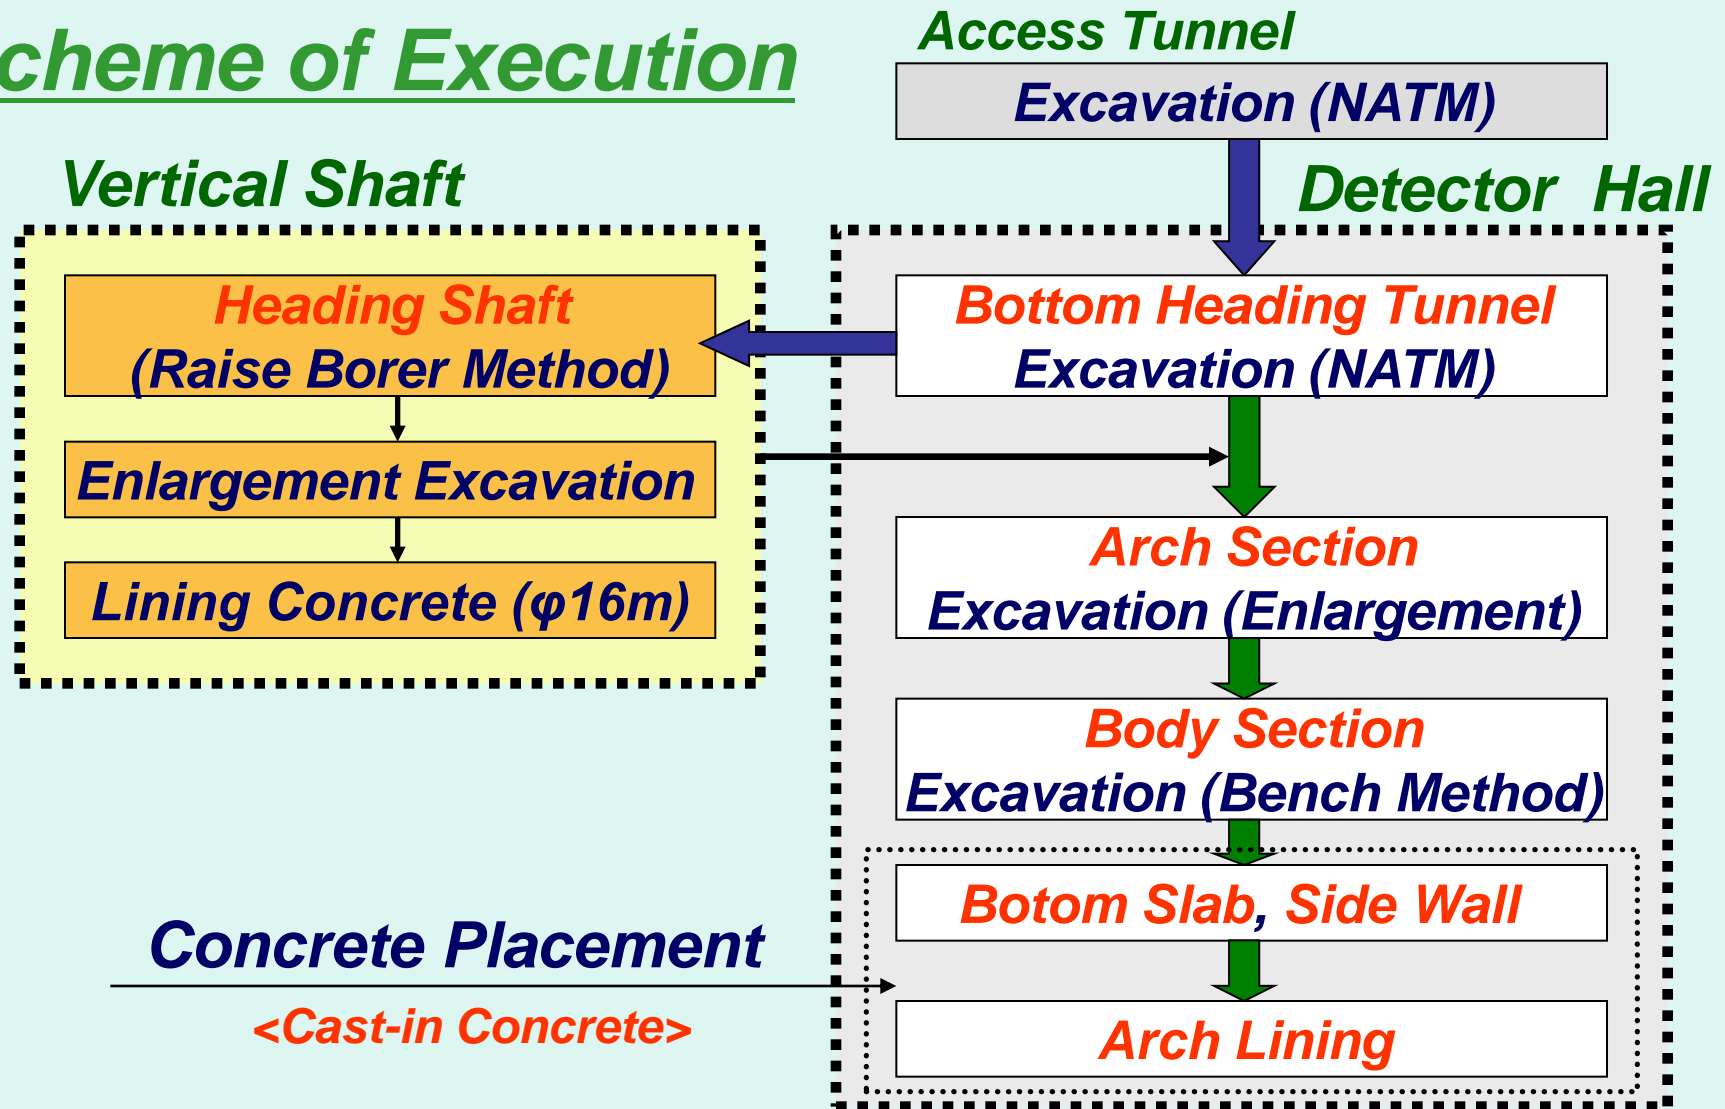 cheme of Execution
Access Tunnel
Excavation (NATM)
Vertical Shaft
Detector Hall
Heading Shaft
(Raise Borer Method)
Enlargement Excavation
Lining Concrete (φ16m)
Bottom Heading Tunnel
Excavation (NATM)
Arch Section
Excavation (Enlargement)
Body Section
Excavation (Bench Method)
Botom Slab, Side Wall
Arch Lining
Concrete Placement
<Cast-in Concrete>